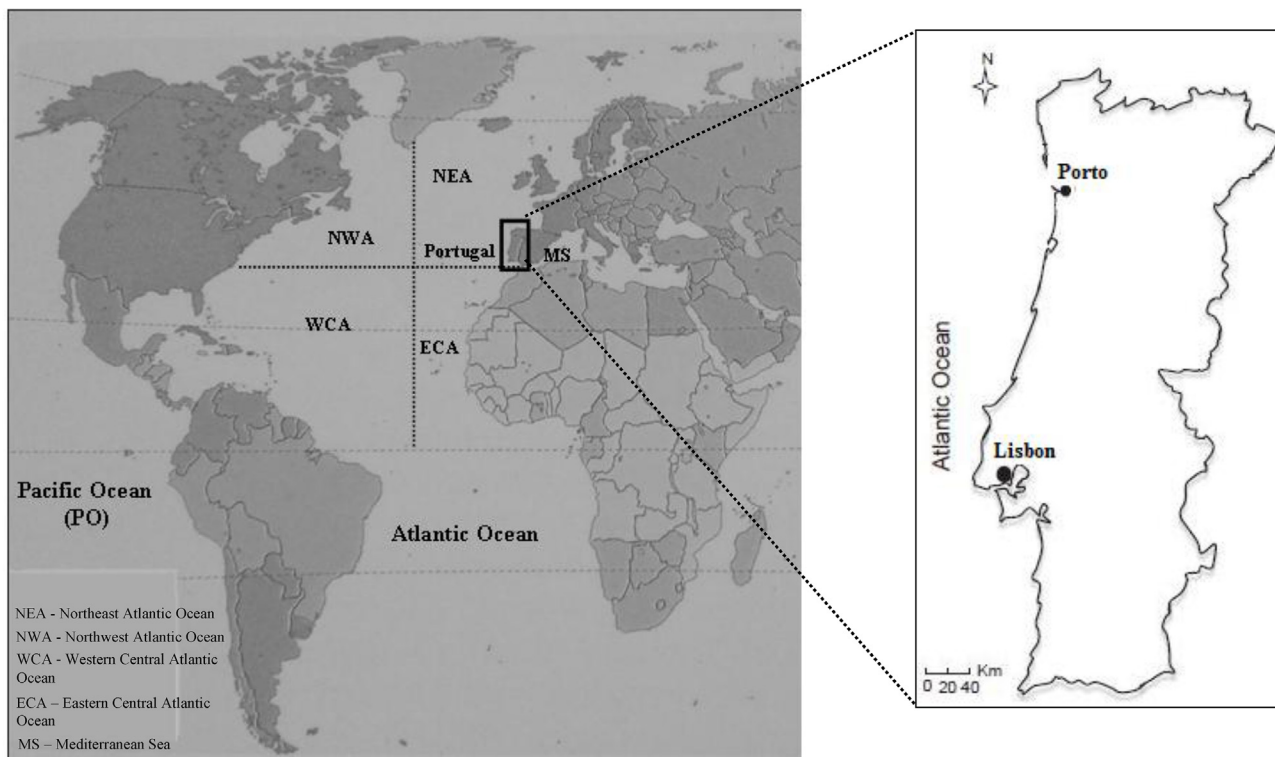 NEA
NWA
Portugal
MS
WCA
ECA
Pacific Ocean
(PO)
Atlantic Ocean
NEA - Northeast Atlantic Ocean
NWA - Northwest Atlantic Ocean
WCA - Western Central Atlantic
Ocean
ECA – Eastern Central Atlantic
Ocean
MS – Mediterranean Sea
N
Porto
Atlantic Ocean
Lisbon
Km
0 20 40